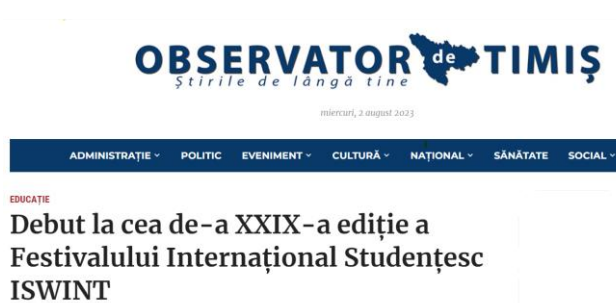 OBSERVATOR de TIMIȘ
Știrile de lângă tine
miercuri, 2 august 2023
ADMINISTRAȚIE POLITIC EVENIMENT CULTURĂ NAȚIONAL SĂNĂTATE SOCIAL
EDUCAȚIE
Debut la cea de-a XXIX-a ediție a
Festivalului Internațional Studențesc
ISWINT